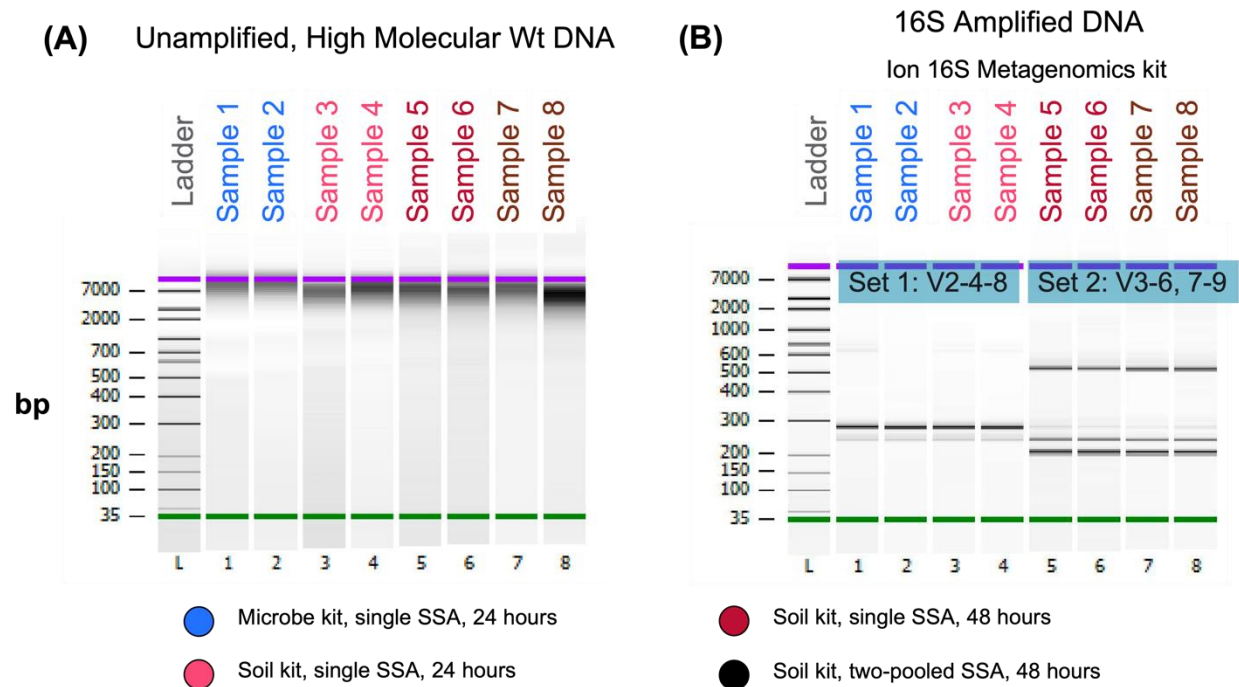 (A) Unamplified, High Molecular Wt DNA
Ladder
Sample 1
Sample 2
Sample 3
Sample 4
Sample 5
Sample 6
Sample 7
Sample 8
7000
2000
700
500
400
300
200
150
100
35
bp
L 1 2 3 4 5 6 7 8
(B) 16S Amplified DNA
Ion 16S Metagenomics kit
Ladder
Sample 1
Sample 2
Sample 3
Sample 4
Sample 5
Sample 6
Sample 7
Sample 8
Set 1: V2-4-8
Set 2: V3-6, 7-9
7000
2000
1000
600
500
400
300
200
150
100
35
L 1 2 3 4 5 6 7 8
Microbe kit, single SSA, 24 hours
Soil kit, single SSA, 24 hours
Soil kit, single SSA, 48 hours
Soil kit, two-pooled SSA, 48 hours